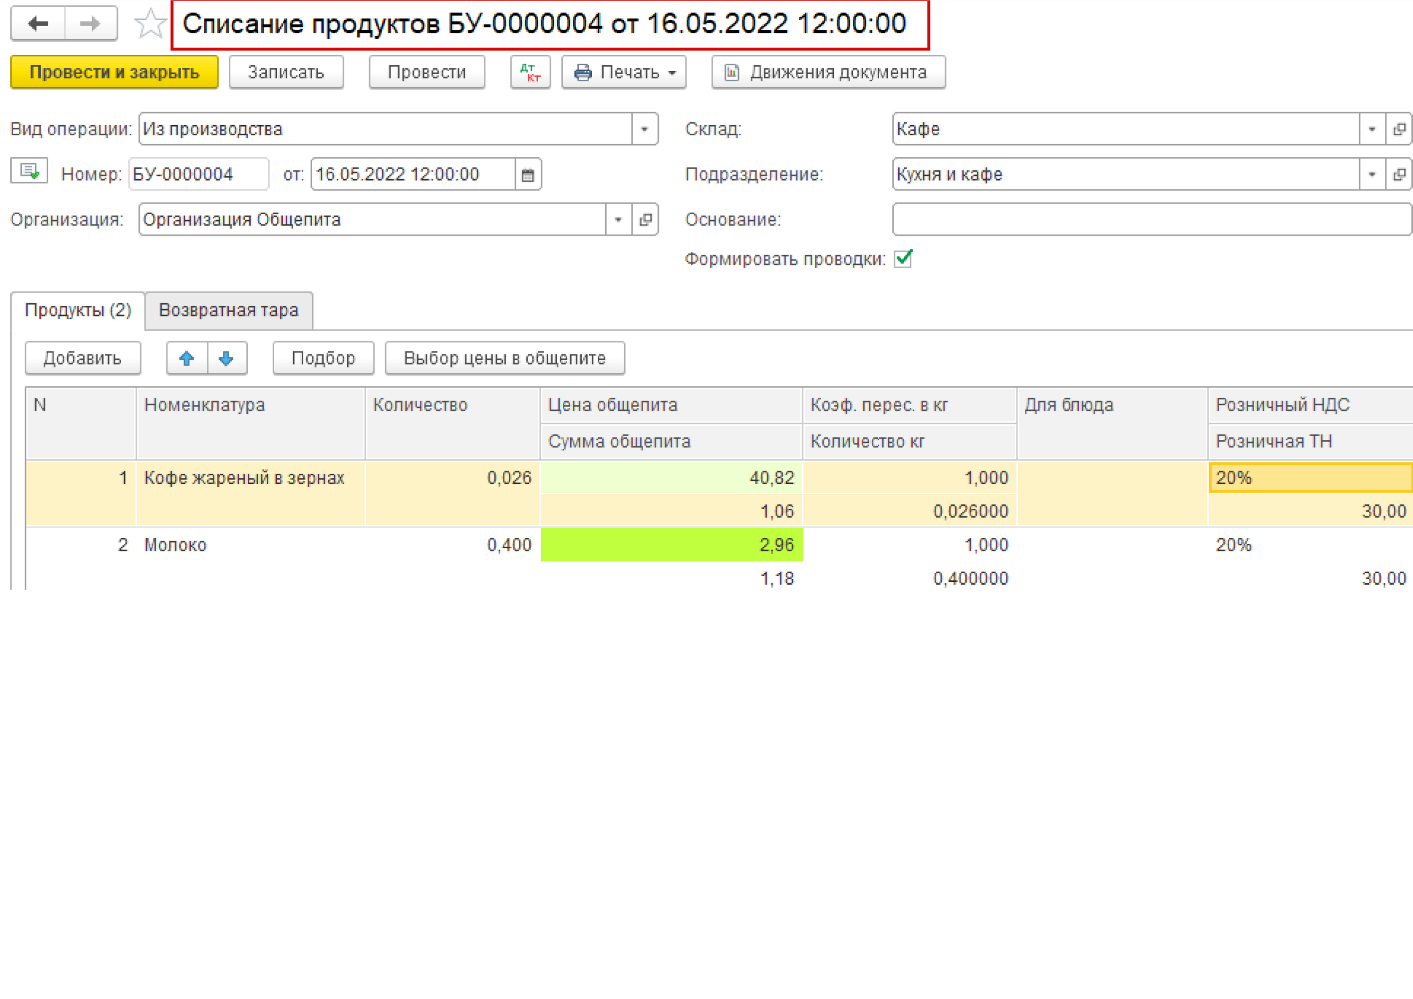 Списание продуктов БУ-0000004 от 16.05.2022 12:00:00
Провести и закрыть Записать Провести Дт Кт Печать Движения документа
Вид операции: Из производства Склад: Кафе
Номер: БУ-0000004 от: 16.05.2022 12:00:00 Подразделение: Кухня и кафе
Организация: Организация Общепита Основание:
Формировать проводки:
Продукты (2) Возвратная тара
Добавить Подбор Выбор цены в общепите
N Номенклатура Количество Цена общепита Коэф. перес. в кг Для блюда Розничный НДС
Сумма общепита Количество кг Розничная ТН
1 Кофе жареный в зернах 0,026 40,82 1,000 20%
1,06 0,026000 30,00
2 Молоко 0,400 2,96 1,000 20%
1,18 0,400000 30,00